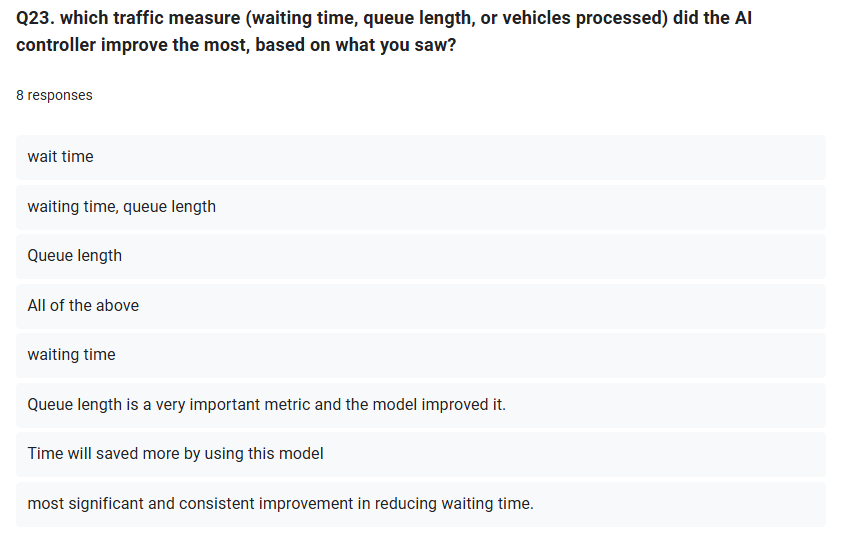 Q23. which traffic measure (waiting time, queue length, or vehicles processed) did the AI
controller improve the most, based on what you saw?
8 responses
wait time
waiting time, queue length
Queue length
All of the above
waiting time
Queue length is a very important metric and the model improved it.
Time will saved more by using this model
most significant and consistent improvement in reducing waiting time.